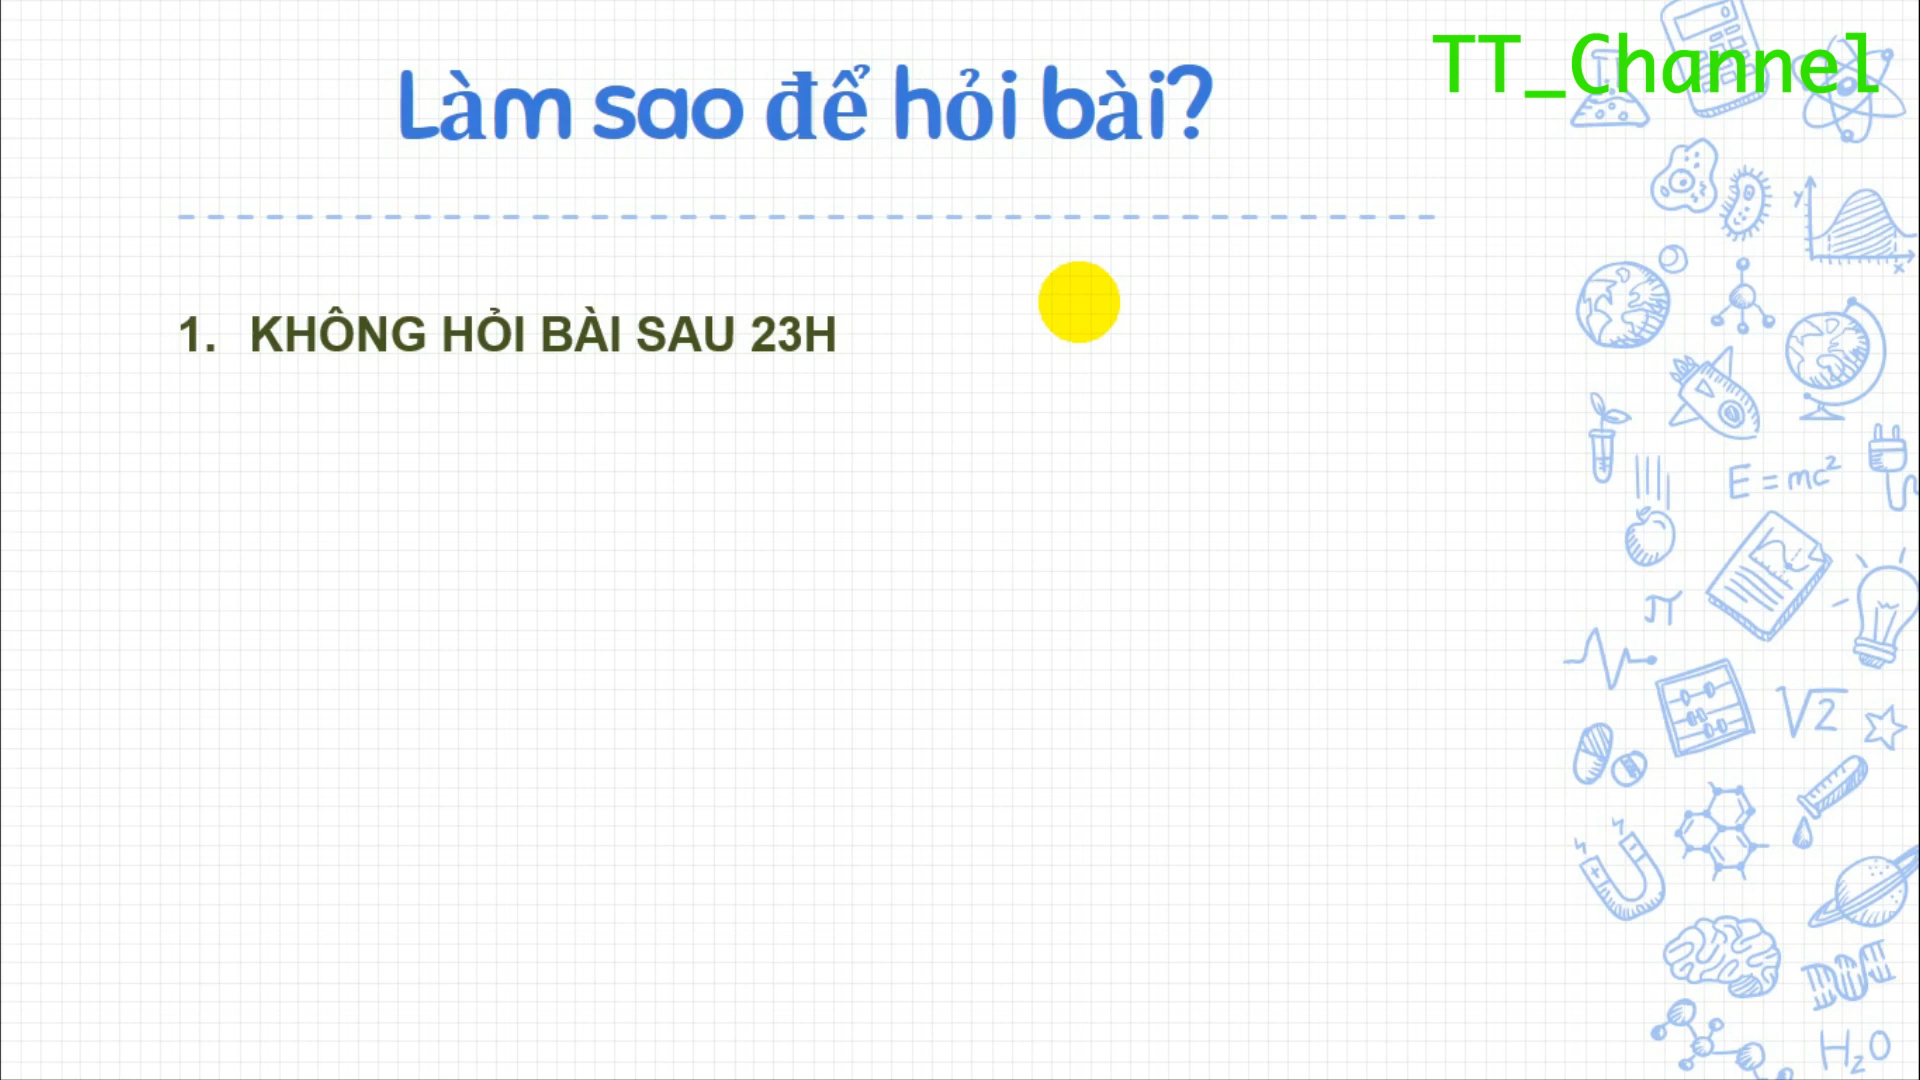 TT_Channel
Làm sao để hỏi bài?
1. KHÔNG HỎI BÀI SAU 23H
y
x
E = mc²
π
√2
H₂O